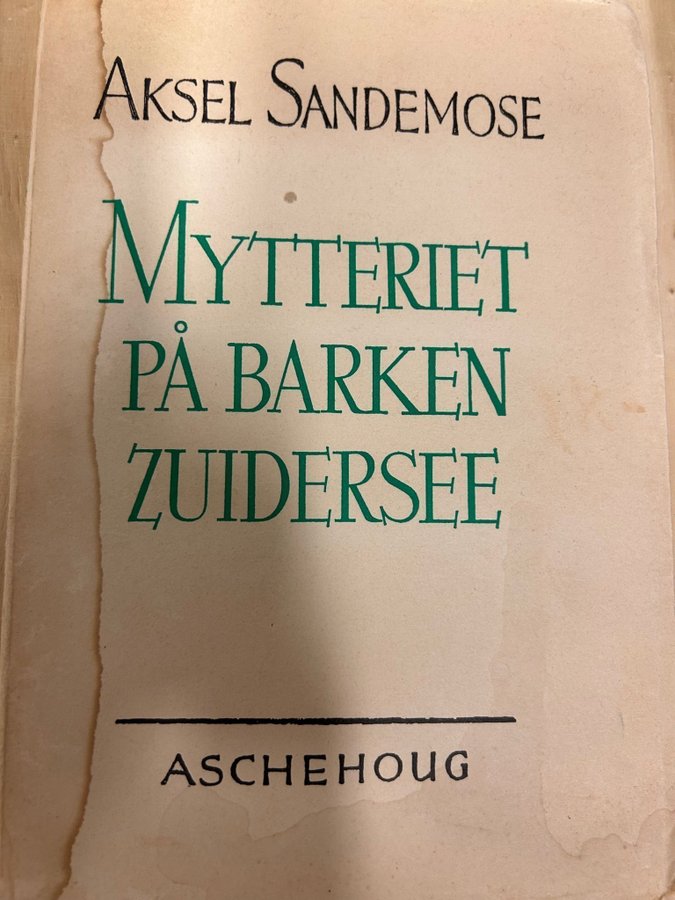 AKSEL SANDEMOSE
MYTTERIET
PÅ BARKEN
ZUIDERSEE
ASCHEHOUG